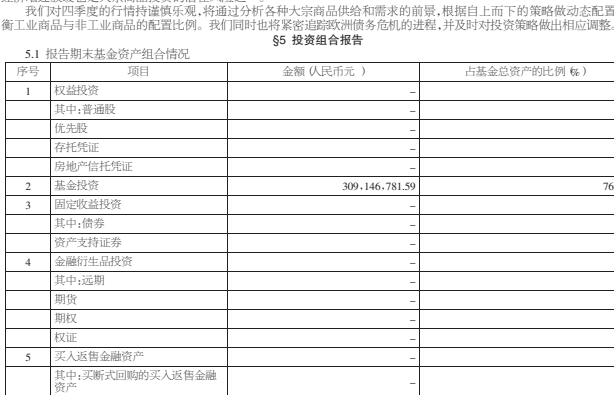 我们对四季度的行情持谨慎乐观,将通过分析各种大宗商品供给和需求的前景,根据自上而下的策略做动态配置
衡工业商品与非工业商品的配置比例。我们同时也将紧密追踪欧洲债务危机的进程,并及时对投资策略做出相应调整。
§5 投资组合报告
5.1 报告期末基金资产组合情况
序号 项目 金额 (人民币元 ) 占基金总资产的比例 (% )
1 权益投资 –
其中:普通股 –
优先股 –
存托凭证 –
房地产信托凭证 –
2 基金投资 309,146,781.59 76
3 固定收益投资 –
其中:债券 –
资产支持证券 –
4 金融衍生品投资 –
其中:远期 –
期货 –
期权 –
权证 –
5 买入返售金融资产 –
其中:买断式回购的买入返售金融
资产 –